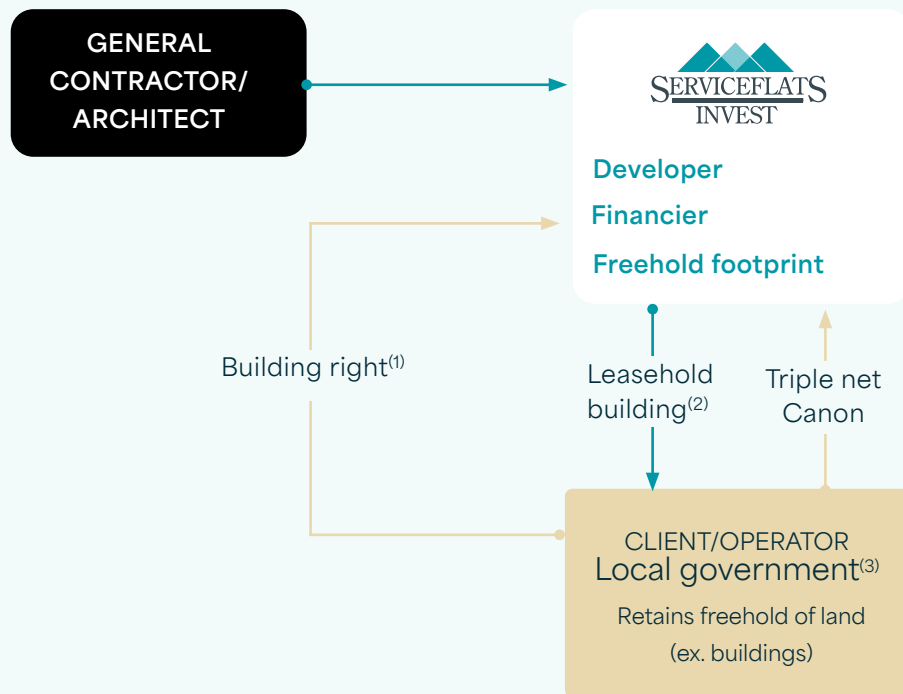 GENERAL
CONTRACTOR/
ARCHITECT
SERVICEFLATS
INVEST
Developer
Financier
Freehold footprint
Building right(1)
Leasehold
building(2)
Triple net
Canon
CLIENT/OPERATOR
Local government(3)
Retains freehold of land
(ex. buildings)